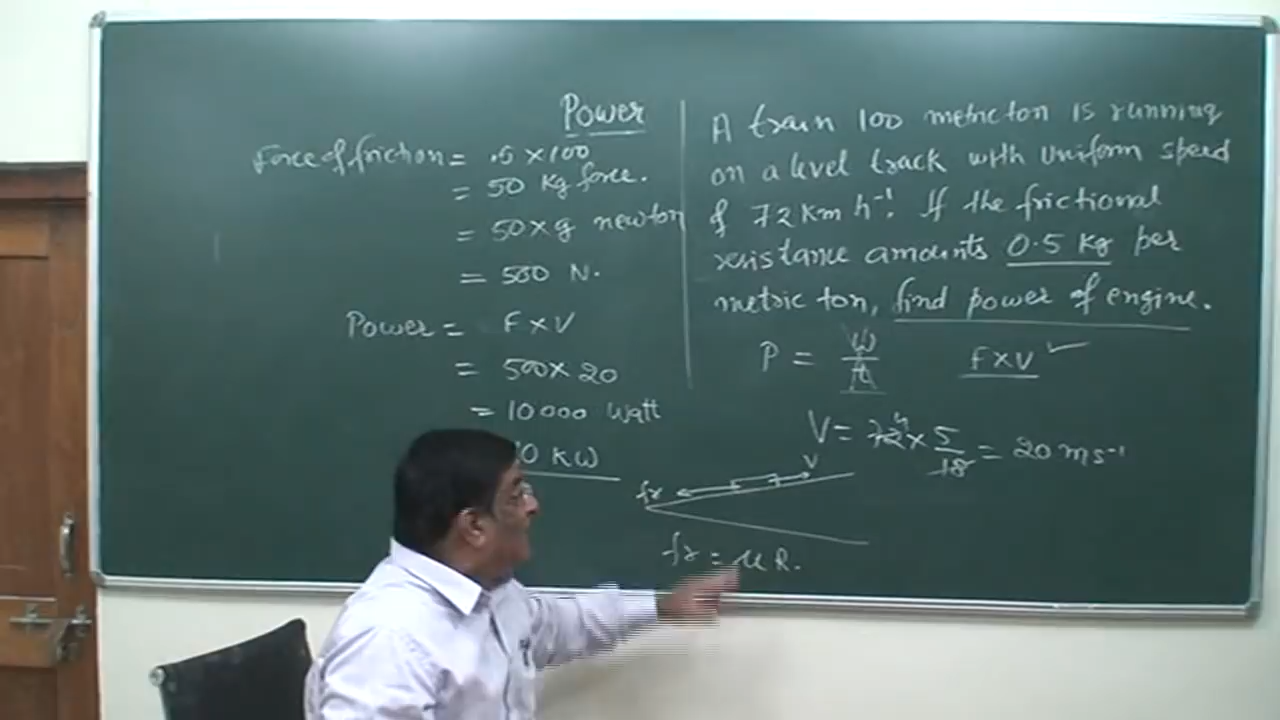 Power
Force of friction = .5 × 100
= 50 Kg force.
= 50 × g newton
= 500 N.
Power = F × V
= 500 × 20
= 10000 Watt
0 KW
A train 100 metric ton is running
on a level track with uniform speed
of 72 Km h⁻¹. If the frictional
resistance amounts 0.5 Kg per
metric ton, find power of engine.
P = W/t F × V ✓
V = 72 4 × 5/18 = 20 m s⁻¹
V
fr
fr = μ R.